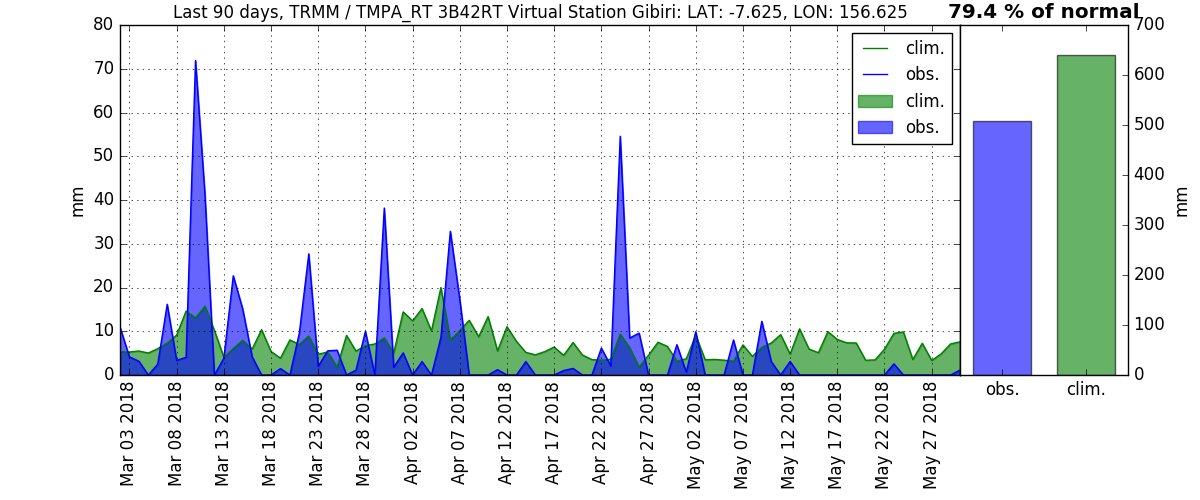 Last 90 days, TRMM / TMPA_RT 3B42RT Virtual Station Gibiri: LAT: -7.625, LON: 156.625
79.4 % of normal
80
70
60
50
40
30
20
10
0
mm
clim.
obs.
clim.
obs.
Mar 03 2018
Mar 08 2018
Mar 13 2018
Mar 18 2018
Mar 23 2018
Mar 28 2018
Apr 02 2018
Apr 07 2018
Apr 12 2018
Apr 17 2018
Apr 22 2018
Apr 27 2018
May 02 2018
May 07 2018
May 12 2018
May 17 2018
May 22 2018
May 27 2018
700
600
500
400
300
200
100
0
mm
obs.
clim.